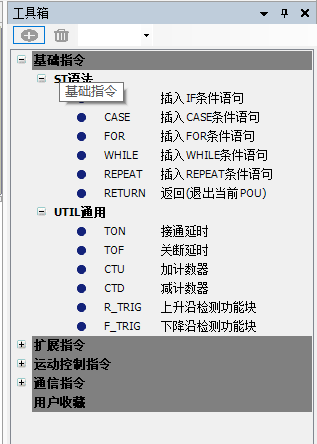 工具箱
基础指令
ST语法
基础指令
插入IF条件语句
CASE 插入CASE条件语句
FOR 插入FOR条件语句
WHILE 插入WHILE条件语句
REPEAT 插入REPEAT条件语句
RETURN 返回(退出当前POU)
UTIL通用
TON 接通延时
TOF 关断延时
CTU 加计数器
CTD 减计数器
R_TRIG 上升沿检测功能块
F_TRIG 下降沿检测功能块
扩展指令
运动控制指令
通信指令
用户收藏